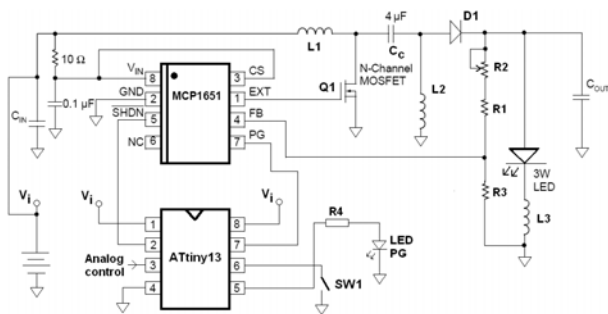 4 µF
D1
L1
Cc
10 Ω
VIN
8
3
CS
N-Channel
MOSFET
Q1
R2
L2
GND
2
MCP1651
1
EXT
R1
COUT
0.1 µF
CIN
SHDN
5
4
FB
NC
6
7
PG
3W
LED
R3
L3
Vi
Vi
Vi
1
8
R4
LED
PG
2
ATtiny13
7
Analog
control
3
6
SW1
4
5